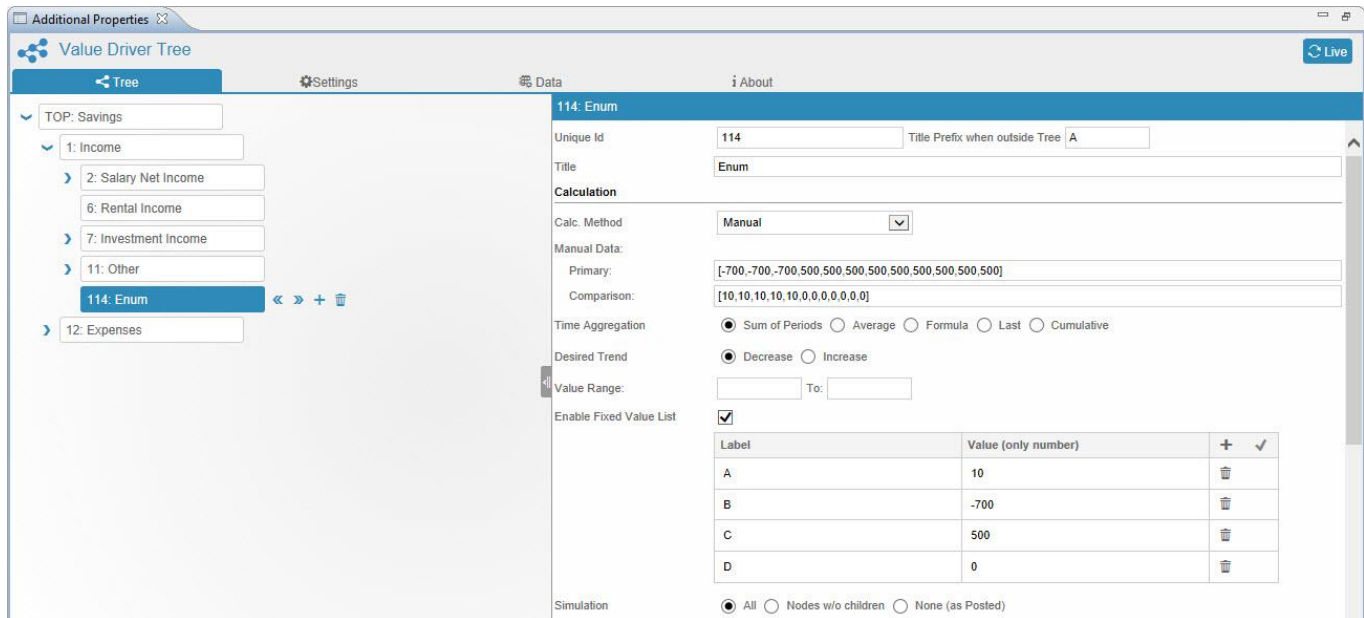 Additional Properties
Value Driver Tree
Live
Tree
Settings
Data
i About
TOP: Savings
1: Income
2: Salary Net Income
6: Rental Income
7: Investment Income
11: Other
114: Enum
12: Expenses
114: Enum
Unique Id 114 Title Prefix when outside Tree A
Title Enum
Calculation
Calc. Method Manual
Manual Data:
Primary: [-700,-700,-700,500,500,500,500,500,500,500,500,500]
Comparison: [10,10,10,10,10,0,0,0,0,0,0,0]
Time Aggregation Sum of Periods Average Formula Last Cumulative
Desired Trend Decrease Increase
Value Range: To:
Enable Fixed Value List
Label Value (only number)
A 10
B -700
C 500
D 0
Simulation All Nodes w/o children None (as Posted)